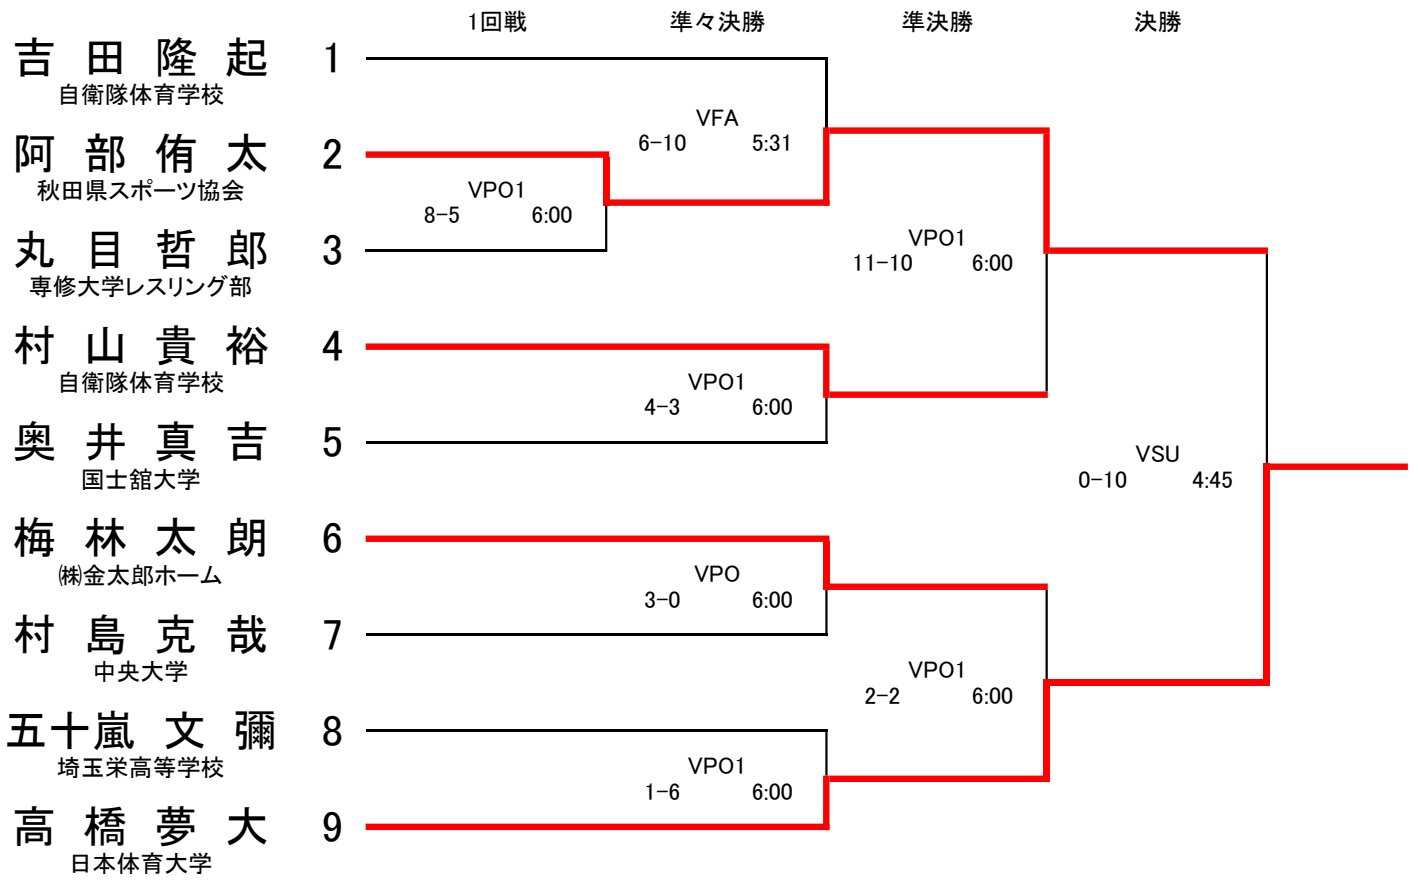 1回戦 準々決勝 準決勝 決勝
吉田隆起 1
自衛隊体育学校
VFA
6-10 5:31
阿部侑太 2
秋田県スポーツ協会
VPO1
8-5 6:00
丸目哲郎 3
専修大学レスリング部
VPO1
11-10 6:00
村山貴裕 4
自衛隊体育学校
VPO1
4-3 6:00
奥井真吉 5
国士舘大学
VSU
0-10 4:45
梅林太朗 6
㈱金太郎ホーム
VPO
3-0 6:00
村島克哉 7
中央大学
VPO1
2-2 6:00
五十嵐文彌 8
埼玉栄高等学校
VPO1
1-6 6:00
高橋夢大 9
日本体育大学